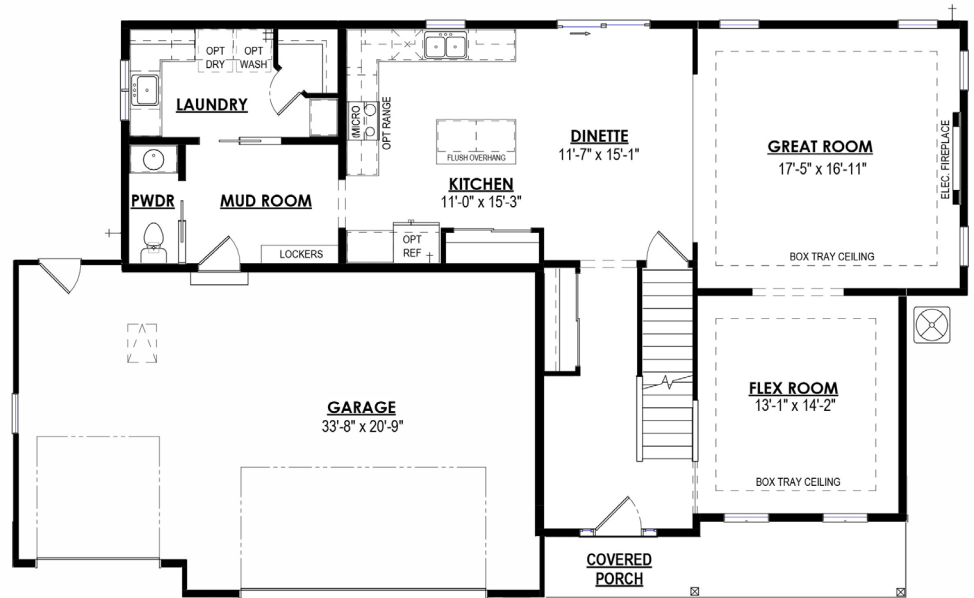 OPT
DRY
OPT
WASH
LAUNDRY
MICRO
OPT RANGE
DINETTE
11'-7" x 15'-1"
FLUSH OVERHANG
KITCHEN
11'-0" x 15'-3"
GREAT ROOM
17'-5" x 16'-11"
ELEC. FIREPLACE
BOX TRAY CEILING
PWDR
MUD ROOM
LOCKERS
OPT
REF
GARAGE
33'-8" x 20'-9"
FLEX ROOM
13'-1" x 14'-2"
BOX TRAY CEILING
COVERED
PORCH